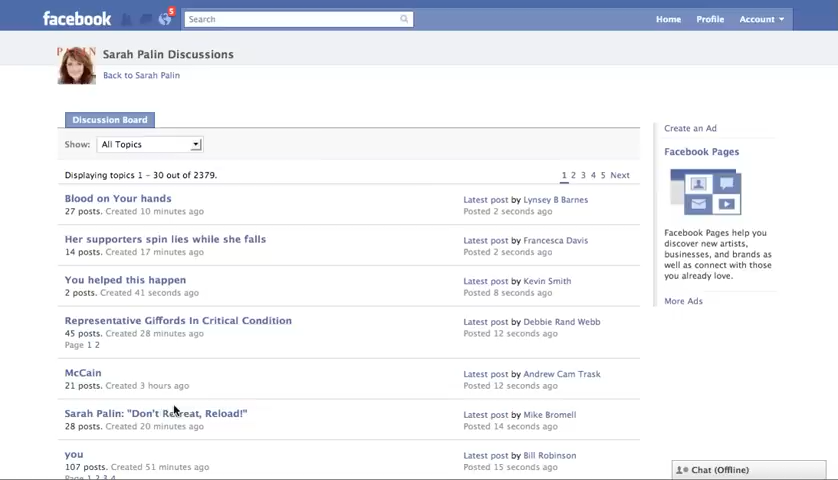 facebook 5 Search Home Profile Account
PALIN
Sarah Palin Discussions
Back to Sarah Palin
Discussion Board
Show: All Topics
Displaying topics 1 - 30 out of 2379. 1 2 3 4 5 Next
Blood on Your hands
27 posts. Created 10 minutes ago
Latest post by Lynsey B Barnes
Posted 2 seconds ago
Her supporters spin lies while she falls
14 posts. Created 17 minutes ago
Latest post by Francesca Davis
Posted 2 seconds ago
You helped this happen
2 posts. Created 41 seconds ago
Latest post by Kevin Smith
Posted 8 seconds ago
Representative Giffords In Critical Condition
45 posts. Created 28 minutes ago
Page 1 2
Latest post by Debbie Rand Webb
Posted 12 seconds ago
McCain
21 posts. Created 3 hours ago
Latest post by Andrew Cam Trask
Posted 12 seconds ago
Sarah Palin: "Don't Retreat, Reload!"
28 posts. Created 20 minutes ago
Latest post by Mike Bromell
Posted 14 seconds ago
you
107 posts. Created 51 minutes ago
Page 1 2 3 4
Latest post by Bill Robinson
Posted 15 seconds ago
Create an Ad
Facebook Pages
Facebook Pages help you
discover new artists,
businesses, and brands as
well as connect with those
you already love.
More Ads
Chat (Offline)